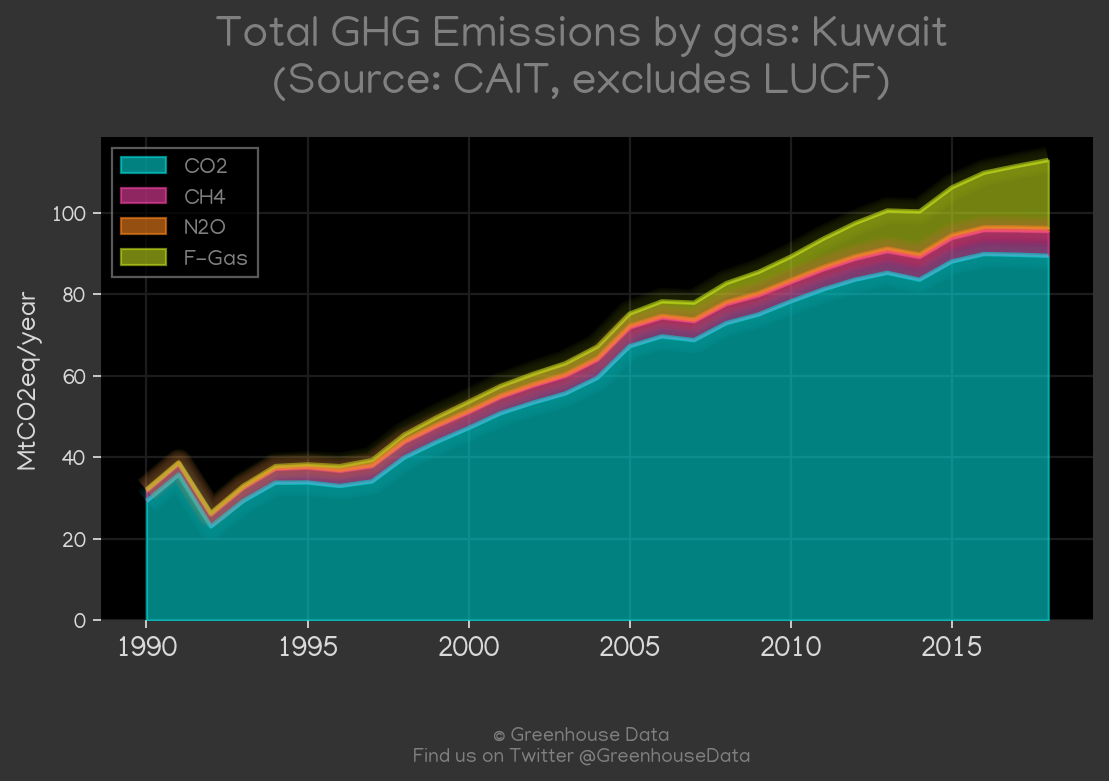 Total GHG Emissions by gas: Kuwait
(Source: CAIT, excludes LUCF)
CO2
CH4
N2O
F-Gas
MtCO2eq/year
100
80
60
40
20
0
1990 1995 2000 2005 2010 2015
© Greenhouse Data
Find us on Twitter @GreenhouseData